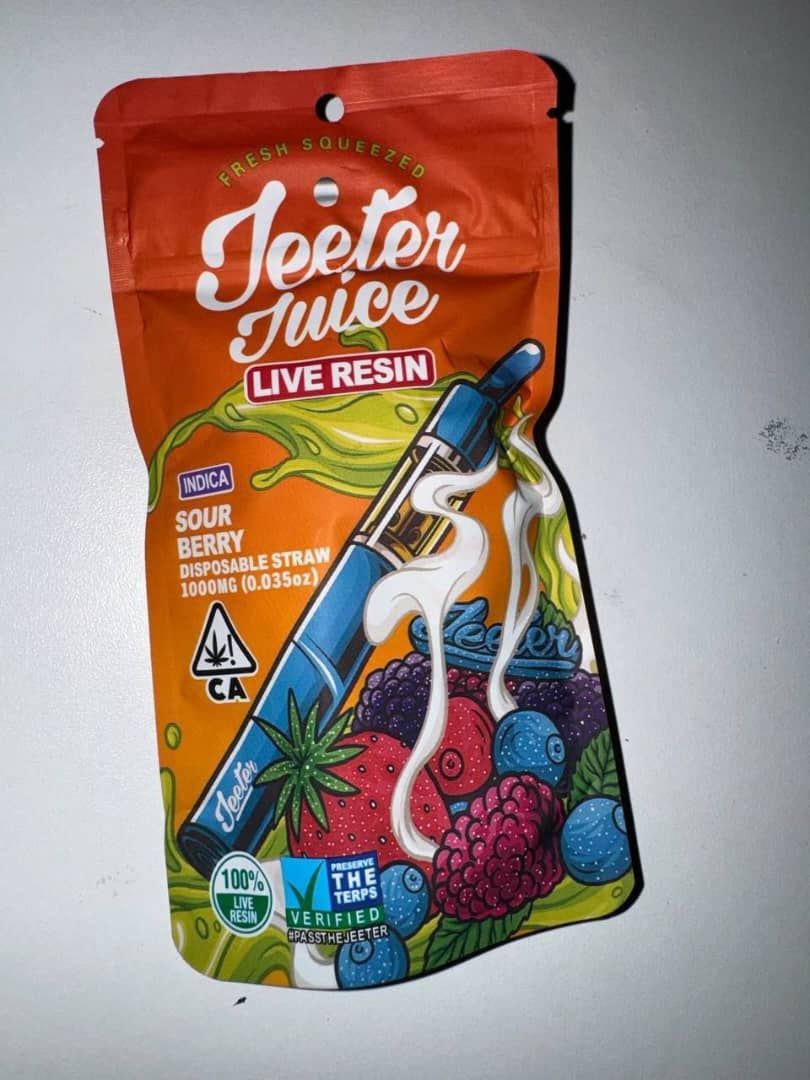 FRESH SQUEEZED
Jeeter
Juice
LIVE RESIN
INDICA
SOUR
BERRY
DISPOSABLE STRAW
1000MG (0.035oz)
!
CA
Jeeter
Jeeter
100%
LIVE
RESIN
PRESERVE
THE
TERPS
VERIFIED
#PASSTHEJEETER